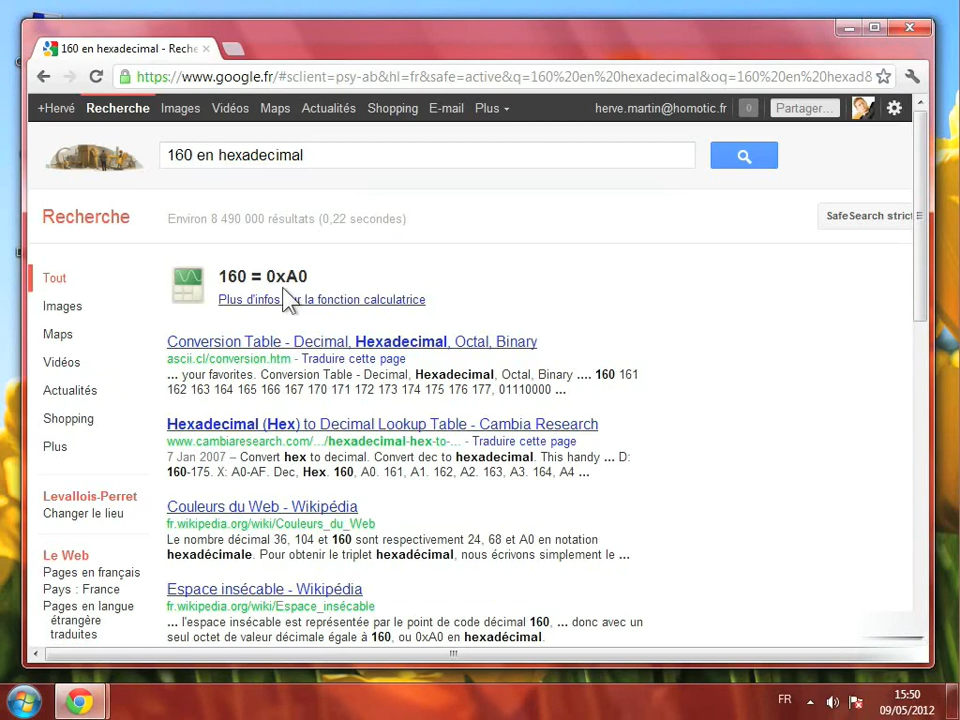 160 en hexadecimal - Reche
https://www.google.fr/#sclient=psy-ab&hl=fr&safe=active&q=160%20en%20hexadecimal&oq=160%20en%20hexad8
+Hervé Recherche Images Vidéos Maps Actualités Shopping E-mail Plus herve.martin@homotic.fr 0 Partager...
160 en hexadecimal
Recherche
Environ 8 490 000 résultats (0,22 secondes)
SafeSearch strict
Tout
Images
Maps
Vidéos
Actualités
Shopping
Plus
Levallois-Perret
Changer le lieu
Le Web
Pages en français
Pays : France
Pages en langue
étrangère
traduites
160 = 0xA0
Plus d'infos la fonction calculatrice
Conversion Table - Decimal, Hexadecimal, Octal, Binary
ascii.cl/conversion.htm - Traduire cette page
... your favorites. Conversion Table - Decimal, Hexadecimal, Octal, Binary .... 160 161
162 163 164 165 166 167 170 171 172 173 174 175 176 177, 01110000 ...
Hexadecimal (Hex) to Decimal Lookup Table - Cambia Research
www.cambiaresearch.com/.../hexadecimal-hex-to-... - Traduire cette page
7 Jan 2007 – Convert hex to decimal. Convert dec to hexadecimal. This handy ... D:
160-175. X: A0-AF. Dec, Hex. 160, A0. 161, A1. 162, A2. 163, A3. 164, A4 ...
Couleurs du Web - Wikipédia
fr.wikipedia.org/wiki/Couleurs_du_Web
Le nombre décimal 36, 104 et 160 sont respectivement 24, 68 et A0 en notation
hexadécimale. Pour obtenir le triplet hexadécimal, nous écrivons simplement le ...
Espace insécable - Wikipédia
fr.wikipedia.org/wiki/Espace_insécable
... l'espace insécable est représentée par le point de code décimal 160, ... donc avec un
seul octet de valeur décimale égale à 160, ou 0xA0 en hexadécimal.
FR
15:50
09/05/2012